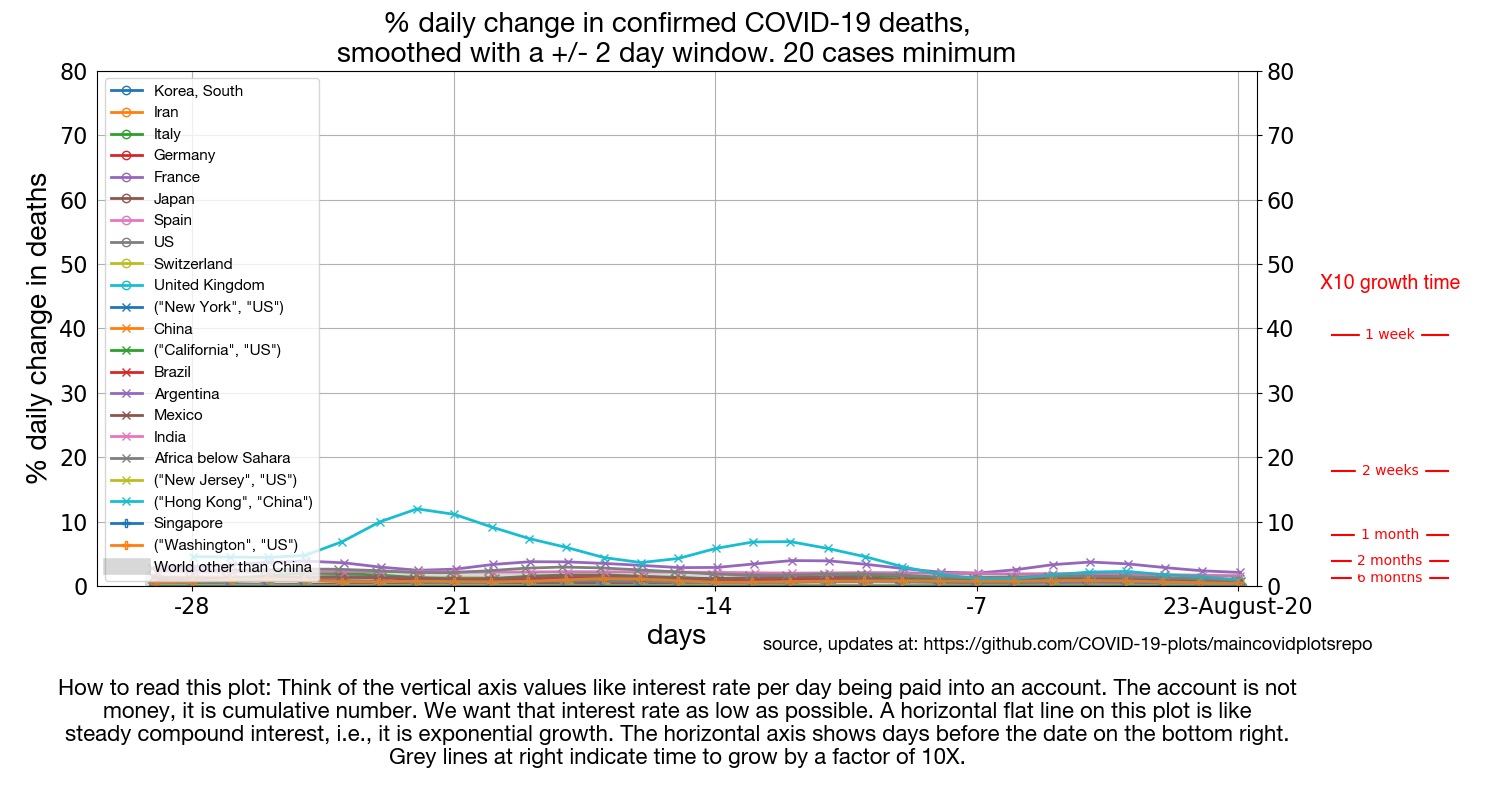 % daily change in confirmed COVID-19 deaths,
smoothed with a +/- 2 day window. 20 cases minimum
% daily change in deaths
80
70
60
50
40
30
20
10
0
Korea, South
Iran
Italy
Germany
France
Japan
Spain
US
Switzerland
United Kingdom
("New York", "US")
China
("California", "US")
Brazil
Argentina
Mexico
India
Africa below Sahara
("New Jersey", "US")
("Hong Kong", "China")
Singapore
("Washington", "US")
World other than China
80
70
60
50
40
30
20
10
0
X10 growth time
1 week
2 weeks
1 month
2 months
6 months
-28
-21
-14
-7
23-August-20
days
source, updates at: https://github.com/COVID-19-plots/maincovidplotsrepo
How to read this plot: Think of the vertical axis values like interest rate per day being paid into an account. The account is not
money, it is cumulative number. We want that interest rate as low as possible. A horizontal flat line on this plot is like
steady compound interest, i.e., it is exponential growth. The horizontal axis shows days before the date on the bottom right.
Grey lines at right indicate time to grow by a factor of 10X.